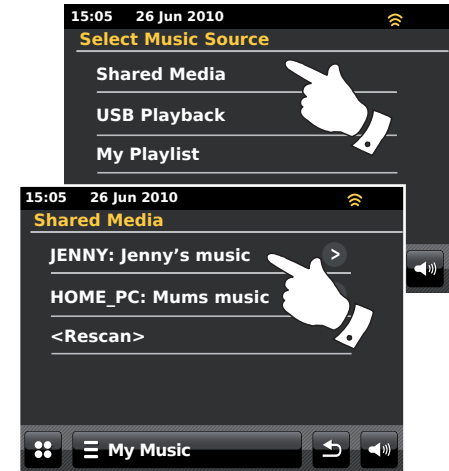 15:05 26 Jun 2010
Select Music Source
Shared Media
USB Playback
My Playlist
15:05 26 Jun 2010
Shared Media
JENNY: Jenny’s music
HOME_PC: Mums music
<Rescan>
My Music